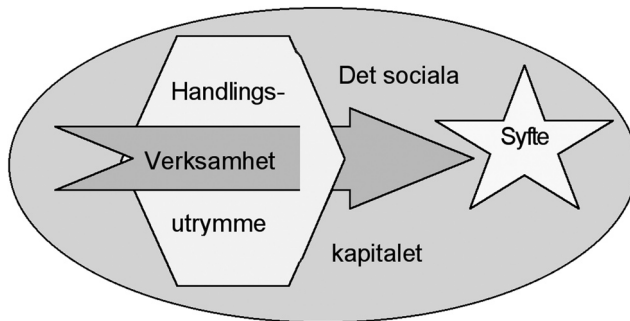 Handlings-
Verksamhet
utrymme
Det sociala
kapitalet
Syfte